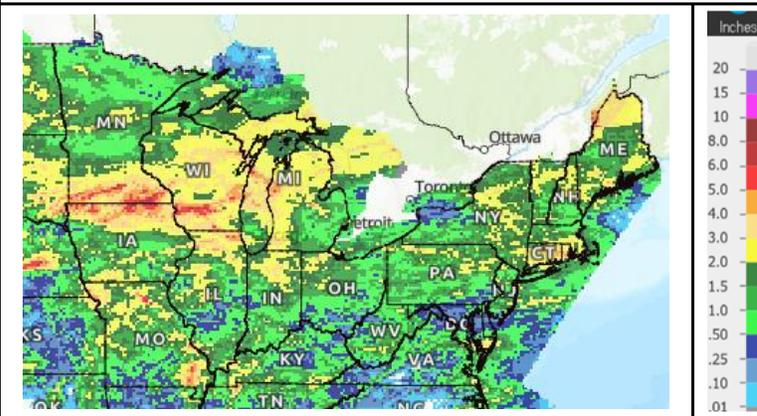 Inches
Ottawa
MN
ME
WI
MI
Toronto
NH
NY
etroit
IA
CT
PA
IL
IN
OH
NJ
DC
KS
MO
WV
KY
VA
TN
OK
NC
20
15
10
8.0
6.0
5.0
4.0
3.0
2.0
1.5
1.0
.50
.25
.10
.01